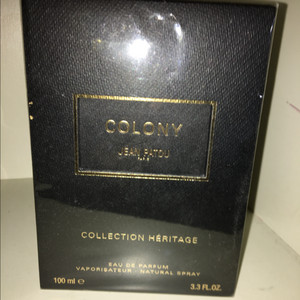 COLONY
JEAN PATOU
COLLECTION HÉRITAGE
EAU DE PARFUM
VAPORISATEUR - NATURAL SPRAY
100 ml ℮ 3.3 FL.OZ.